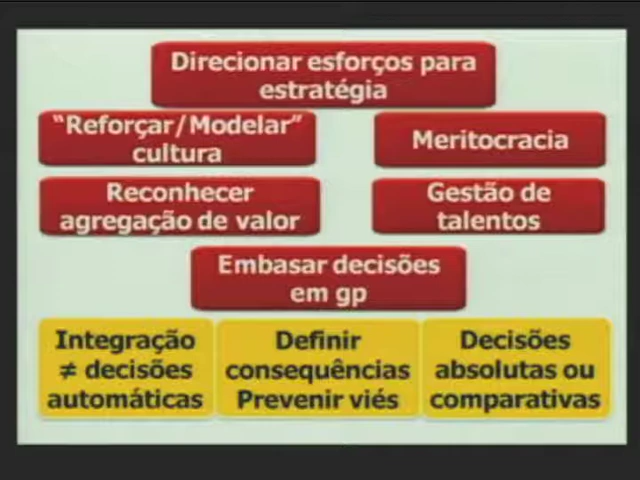 Direcionar esforços para
estratégia
"Reforçar/Modelar"
cultura
Meritocracia
Reconhecer
agregação de valor
Gestão de
talentos
Embasar decisões
em gp
Integração
≠ decisões
automáticas
Definir
consequências
Prevenir viés
Decisões
absolutas ou
comparativas